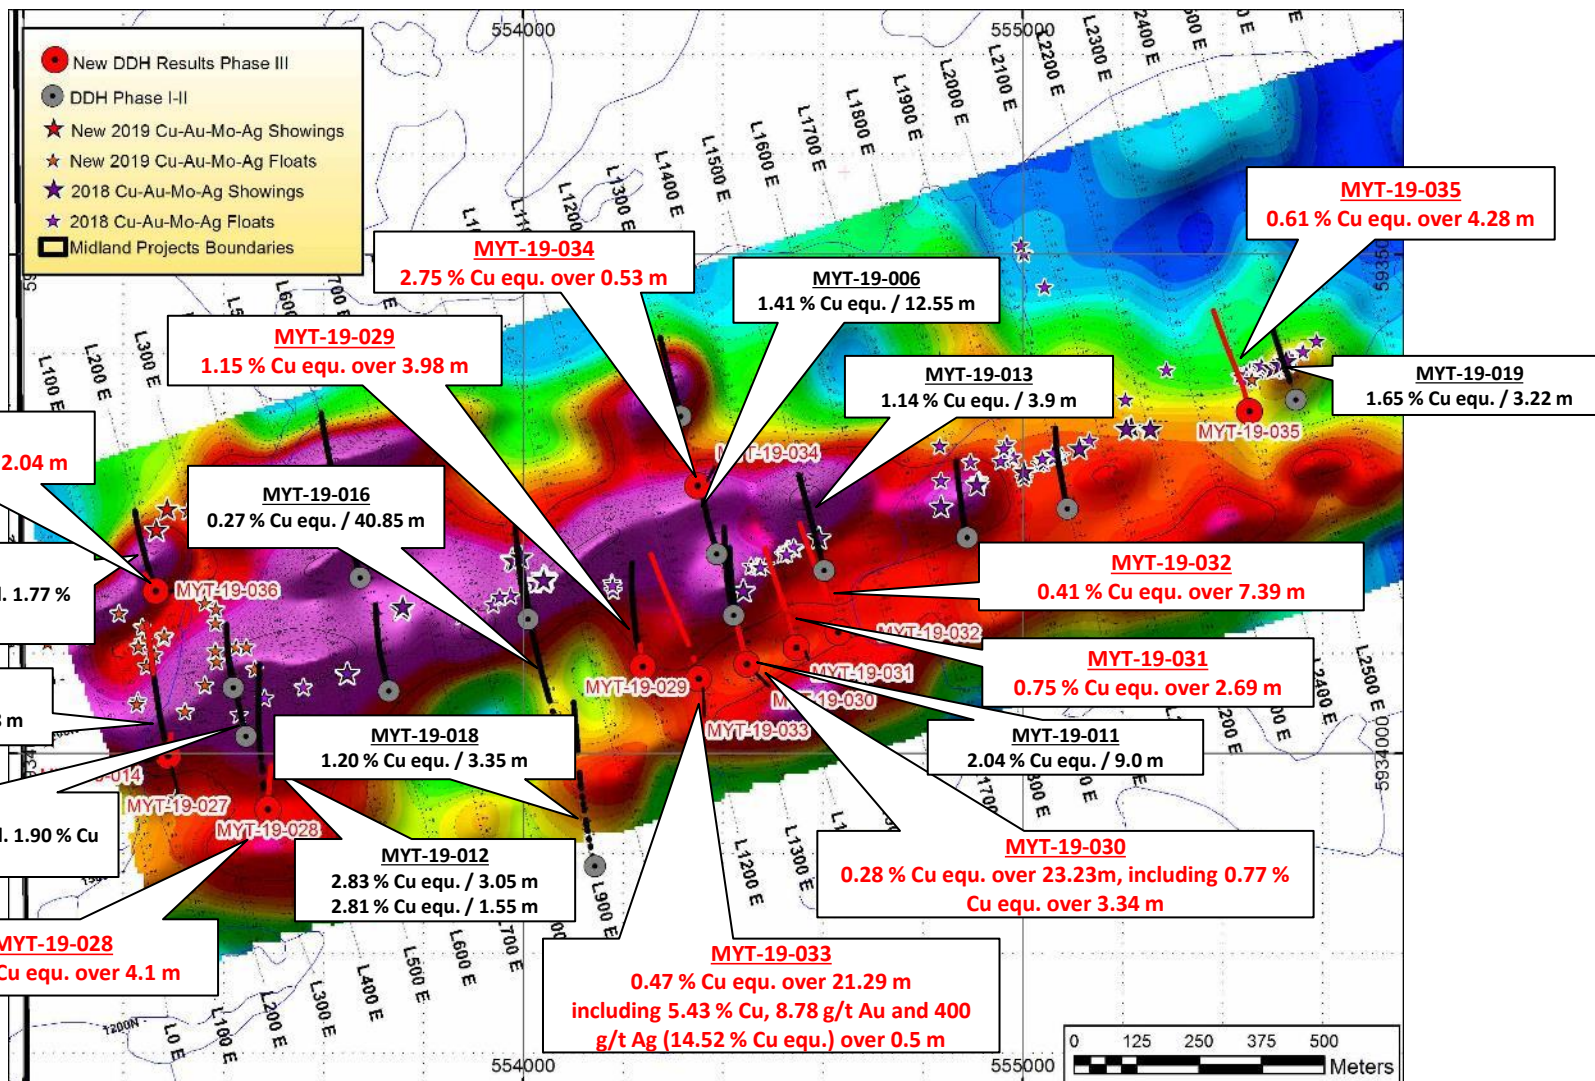 New DDH Results Phase III
DDH Phase I-II
New 2019 Cu-Au-Mo-Ag Showings
New 2019 Cu-Au-Mo-Ag Floats
2018 Cu-Au-Mo-Ag Showings
2018 Cu-Au-Mo-Ag Floats
Midland Projects Boundaries
554000
555000
L2200 E
L2100 E
L2000 E
L1900 E
L1800 E
L1700 E
L1600 E
L1500 E
L1400 E
L1300 E
L300 E
L200 E
L100 E
MYT-19-035
0.61 % Cu equ. over 4.28 m
MYT-19-034
2.75 % Cu equ. over 0.53 m
MYT-19-006
1.41 % Cu equ. / 12.55 m
MYT-19-029
1.15 % Cu equ. over 3.98 m
MYT-19-013
1.14 % Cu equ. / 3.9 m
MYT-19-019
1.65 % Cu equ. / 3.22 m
MYT-19-035
2.04 m
MYT-19-016
0.27 % Cu equ. / 40.85 m
1.77 %
MYT-19-036
MYT-19-032
0.41 % Cu equ. over 7.39 m
MYT-19-032
MYT-19-031
MYT-19-031
0.75 % Cu equ. over 2.69 m
MYT-19-029
MYT-19-033
L2500 E
L2400 E
MYT-19-018
1.20 % Cu equ. / 3.35 m
MYT-19-011
2.04 % Cu equ. / 9.0 m
5934000
MYT-19-027
MYT-19-028
1.90 % Cu
MYT-19-012
2.83 % Cu equ. / 3.05 m
2.81 % Cu equ. / 1.55 m
MYT-19-030
0.28 % Cu equ. over 23.23m, including 0.77 %
Cu equ. over 3.34 m
L1300 E
L1200 E
L900 E
MYT-19-028
Cu equ. over 4.1 m
MYT-19-033
0.47 % Cu equ. over 21.29 m
including 5.43 % Cu, 8.78 g/t Au and 400
g/t Ag (14.52 % Cu equ.) over 0.5 m
L600 E
L500 E
L400 E
L300 E
L200 E
L100 E
L0 E
1200N
554000
555000
0 125 250 375 500
Meters